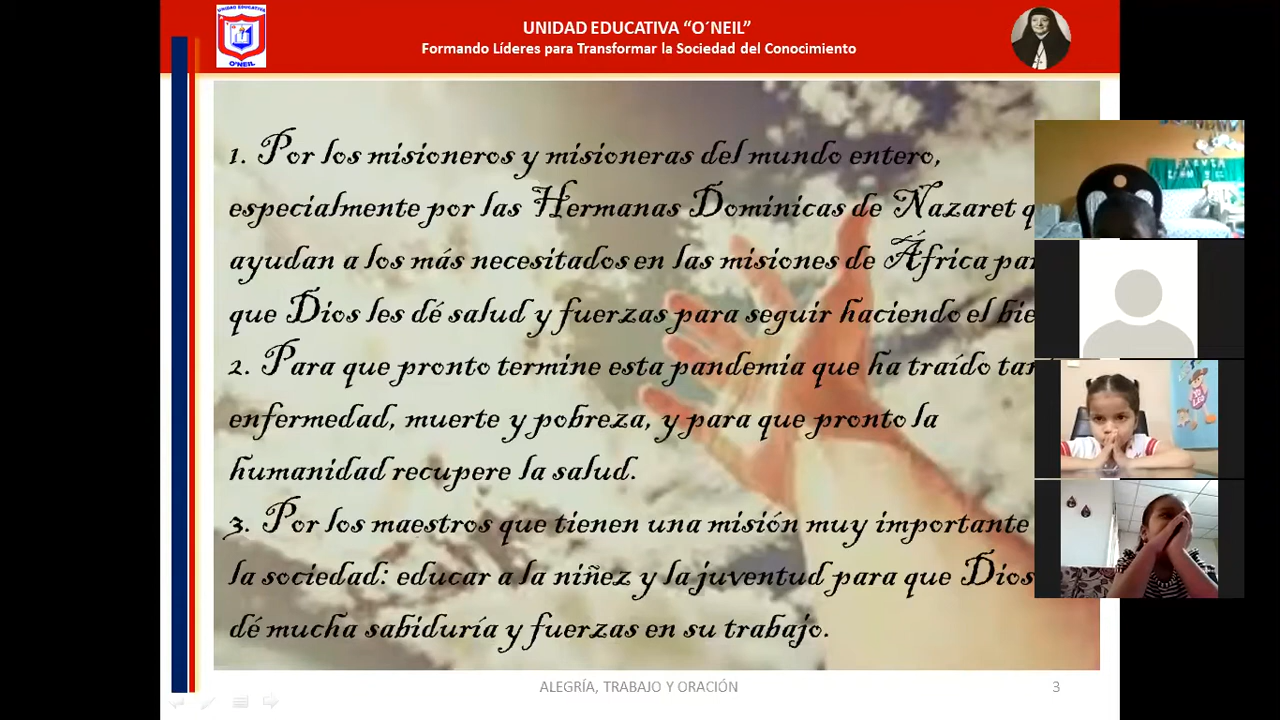 UNIDAD EDUCATIVA
O'NEIL
UNIDAD EDUCATIVA “O´NEIL”
Formando Líderes para Transformar la Sociedad del Conocimiento
1. Por los misioneros y misioneras del mundo entero,
especialmente por las Hermanas Dominicas de Nazaret q
ayudan a los más necesitados en las misiones de África par
que Dios les dé salud y fuerzas para seguir haciendo el bie
2. Para que pronto termine esta pandemia que ha traído tan
enfermedad, muerte y pobreza, y para que pronto la
humanidad recupere la salud.
3. Por los maestros que tienen una misión muy importante
la sociedad: educar a la niñez y la juventud para que Dios
dé mucha sabiduría y fuerzas en su trabajo.
ALEGRÍA, TRABAJO Y ORACIÓN
3